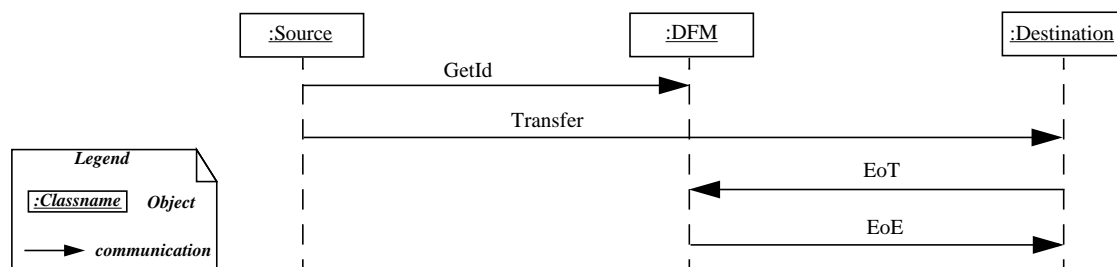 :Source
:DFM
:Destination
GetId
Transfer
EoT
EoE
Legend
:Classname Object
communication